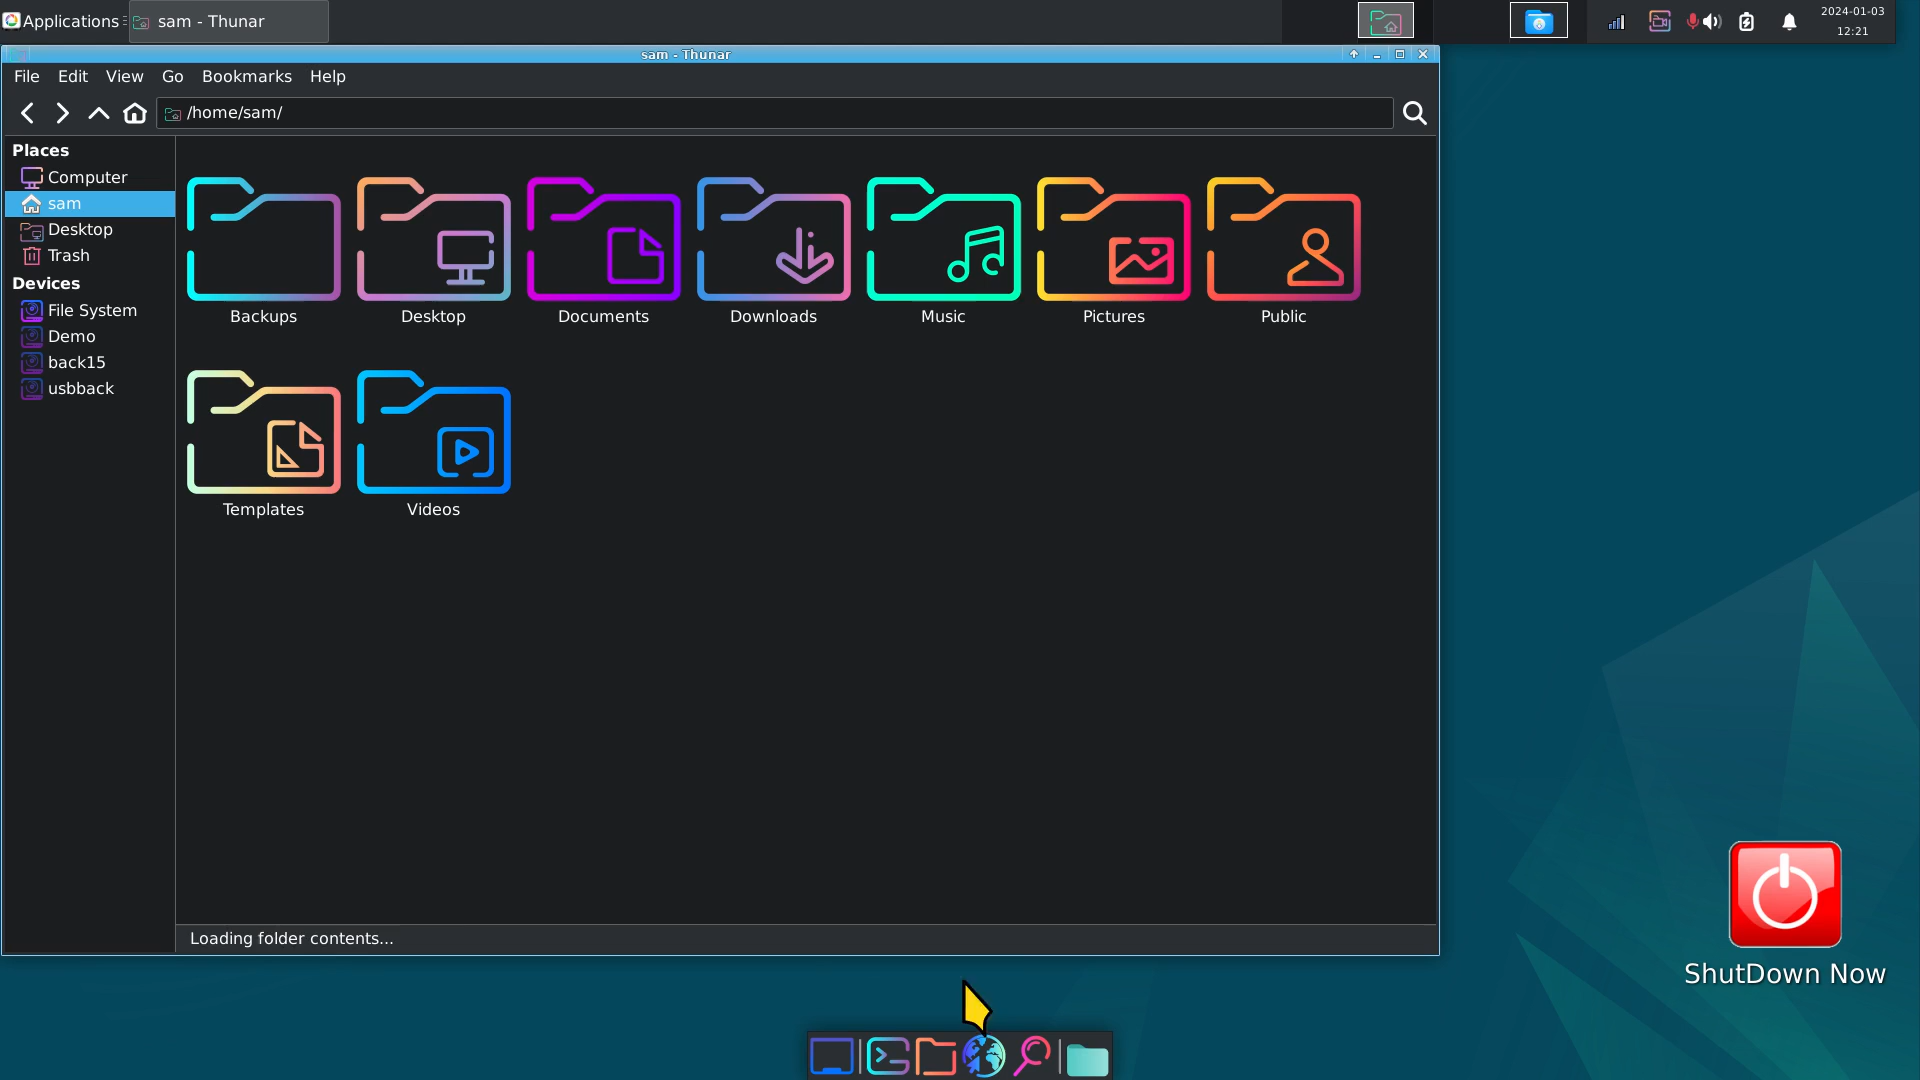 Applications
sam - Thunar
2024-01-03
12:21
sam - Thunar
File Edit View Go Bookmarks Help
/home/sam/
Places
Computer
sam
Desktop
Trash
Devices
File System
Demo
back15
usbback
Backups Desktop Documents Downloads Music Pictures Public
Templates Videos
Loading folder contents...
ShutDown Now